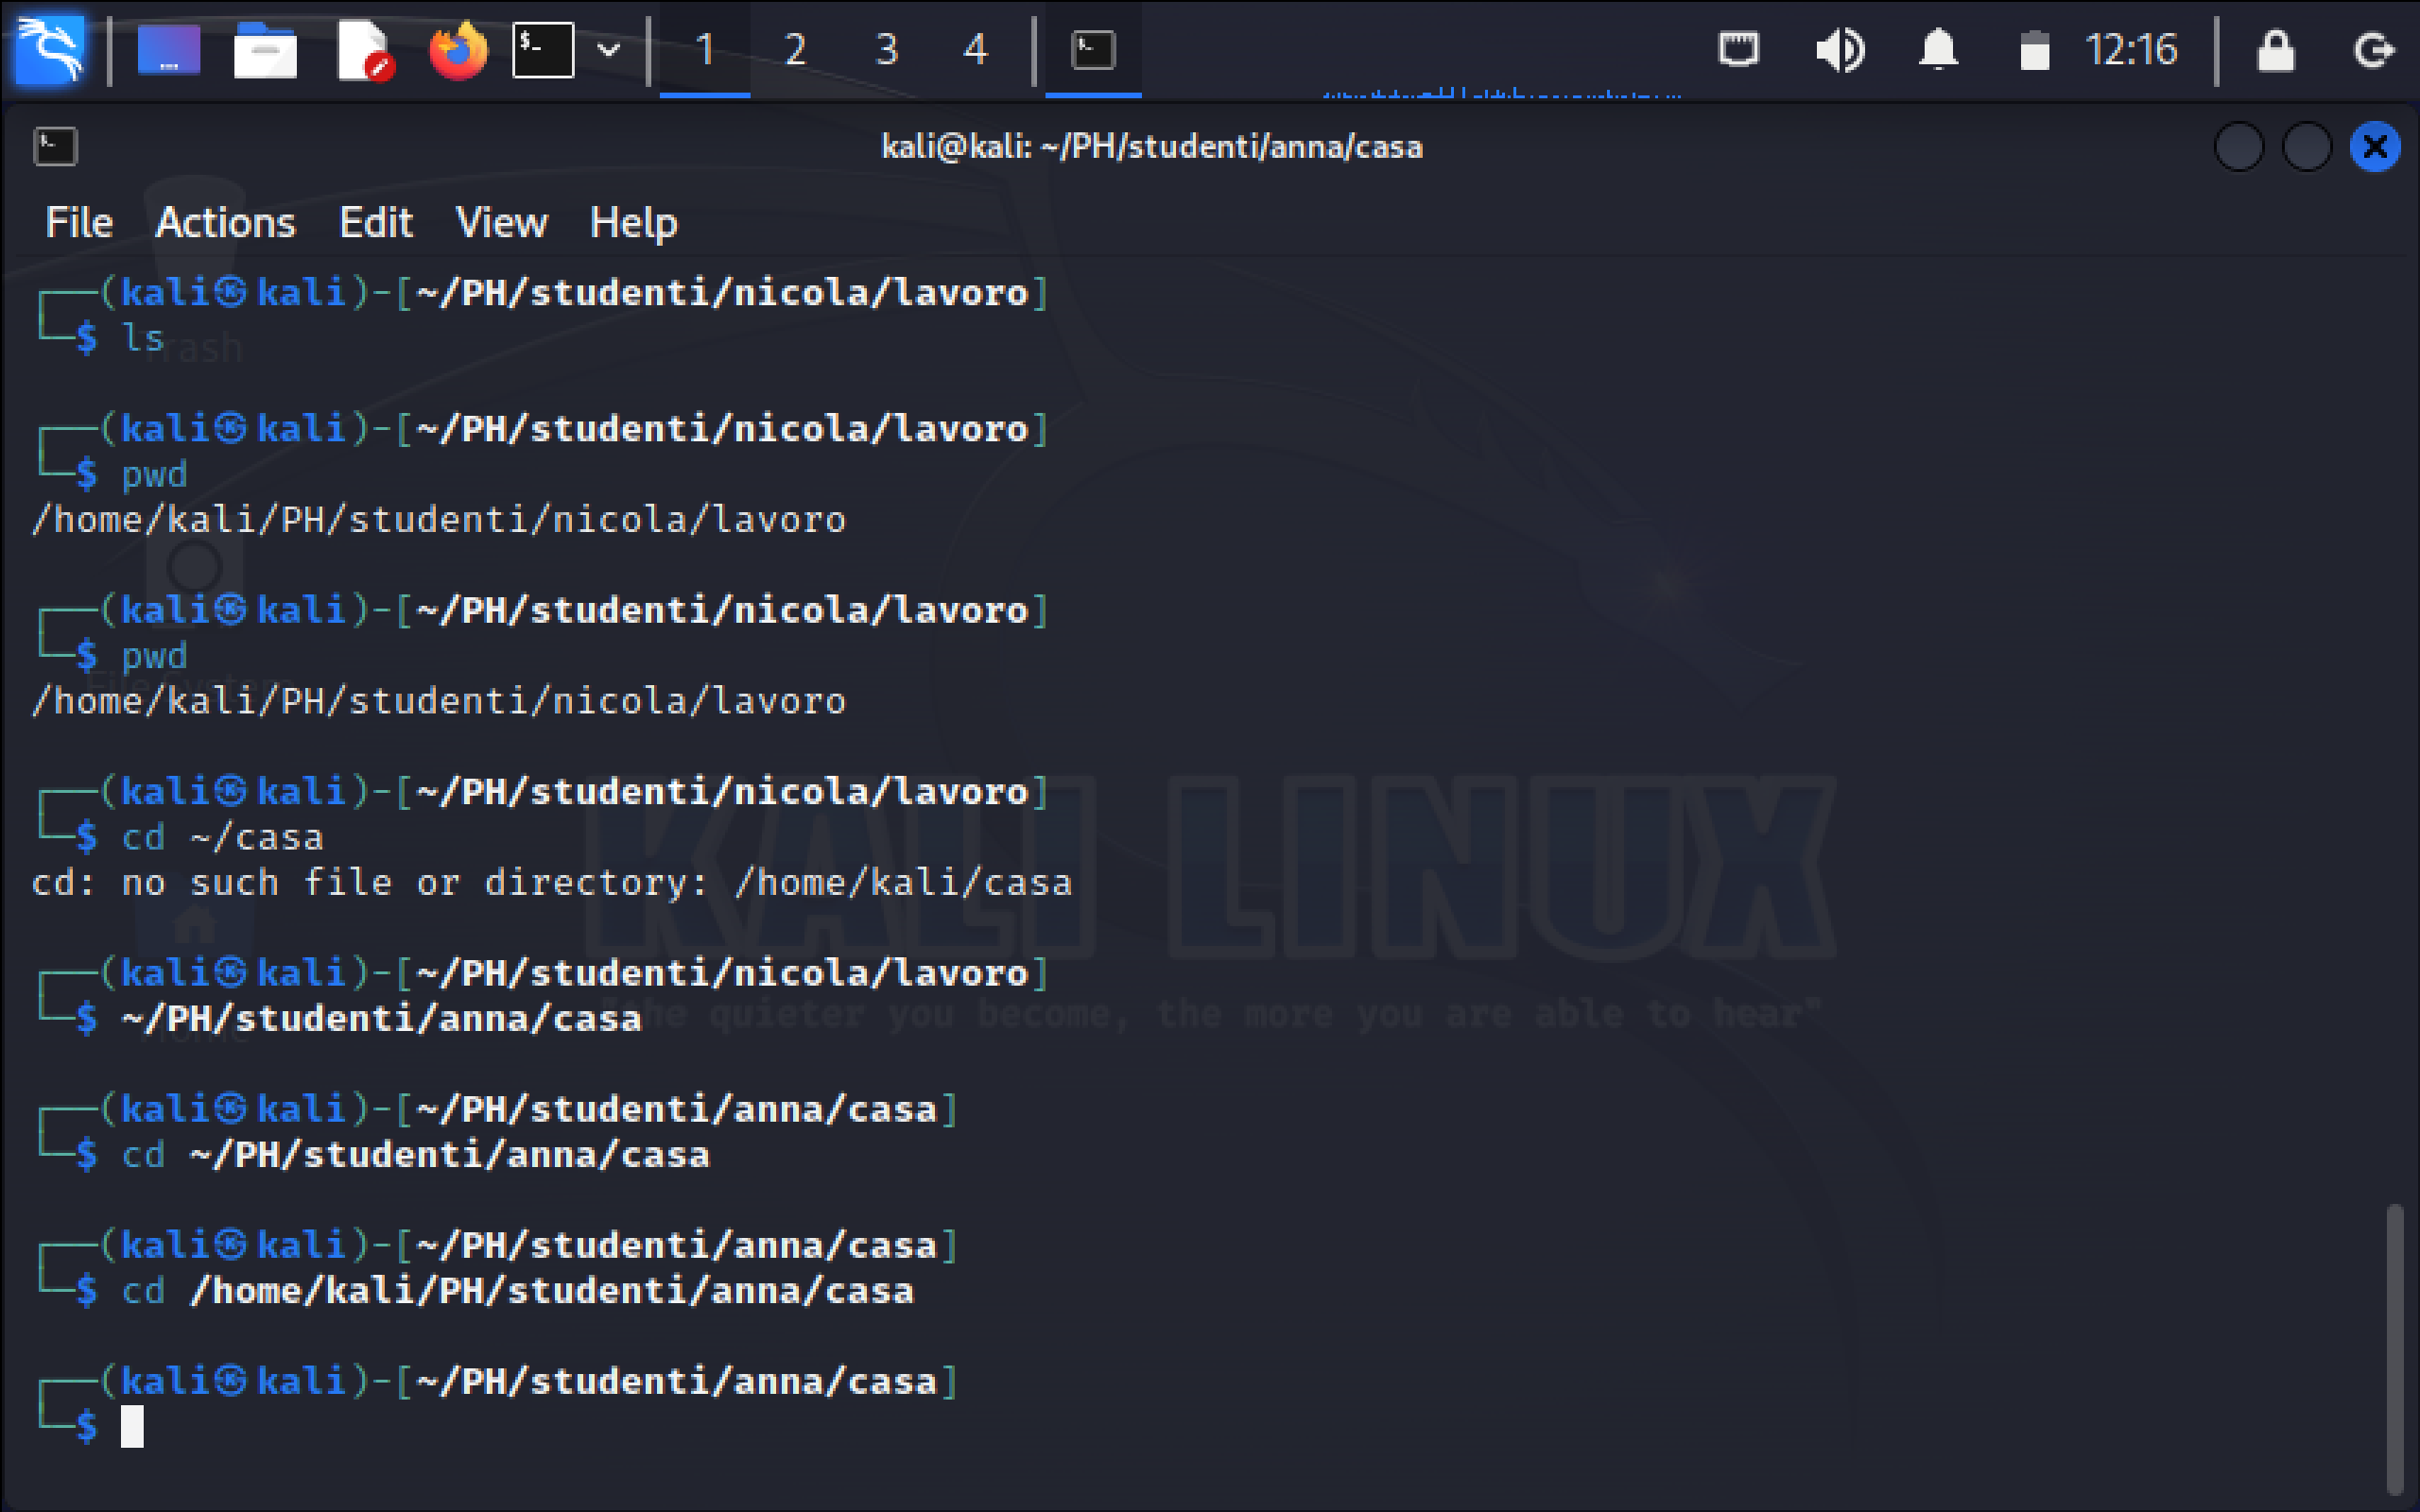 1 2 3 4 12:16
kali@kali: ~/PH/studenti/anna/casa
File Actions Edit View Help
┌──(kali㉿kali)-[~/PH/studenti/nicola/lavoro]
└─$ ls
Trash
┌──(kali㉿kali)-[~/PH/studenti/nicola/lavoro]
└─$ pwd
/home/kali/PH/studenti/nicola/lavoro
┌──(kali㉿kali)-[~/PH/studenti/nicola/lavoro]
└─$ pwd
File System
/home/kali/PH/studenti/nicola/lavoro
┌──(kali㉿kali)-[~/PH/studenti/nicola/lavoro]
└─$ cd ~/casa
cd: no such file or directory: /home/kali/casa
KALI LINUX
┌──(kali㉿kali)-[~/PH/studenti/nicola/lavoro]
└─$ ~/PH/studenti/anna/casa
"the quieter you become, the more you are able to hear"
Home
┌──(kali㉿kali)-[~/PH/studenti/anna/casa]
└─$ cd ~/PH/studenti/anna/casa
┌──(kali㉿kali)-[~/PH/studenti/anna/casa]
└─$ cd /home/kali/PH/studenti/anna/casa
┌──(kali㉿kali)-[~/PH/studenti/anna/casa]
└─$